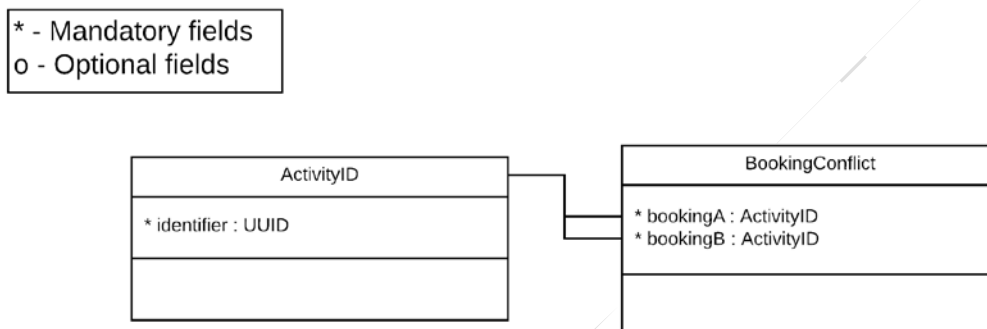 * - Mandatory fields
o - Optional fields
ActivityID
* identifier : UUID
BookingConflict
* bookingA : ActivityID
* bookingB : ActivityID